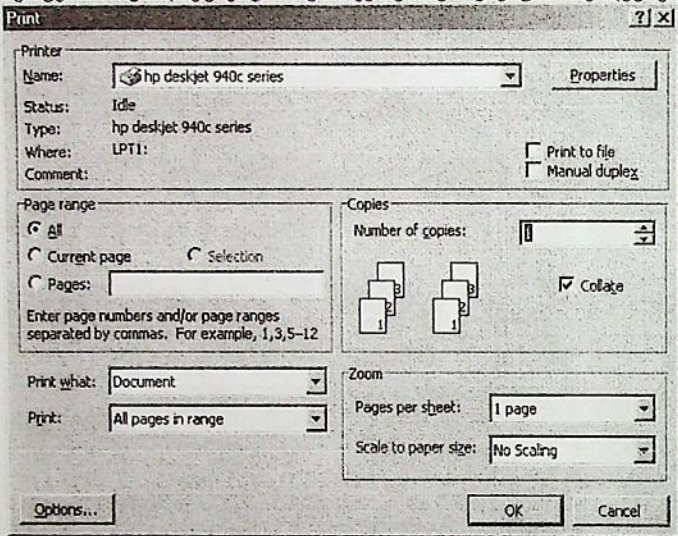 Print
Printer
Name: hp deskjet 940c series Properties
Status: Idle
Type: hp deskjet 940c series
Where: LPT1: Print to file
Comment: Manual duplex
Page range
All
Current page Selection
Pages:
Enter page numbers and/or page ranges
separated by commas. For example, 1,3,5–12
Copies
Number of copies: 1
3 3
2 2
1 1
Collate
Print what: Document
Print: All pages in range
Zoom
Pages per sheet: 1 page
Scale to paper size: No Scaling
Options... OK Cancel